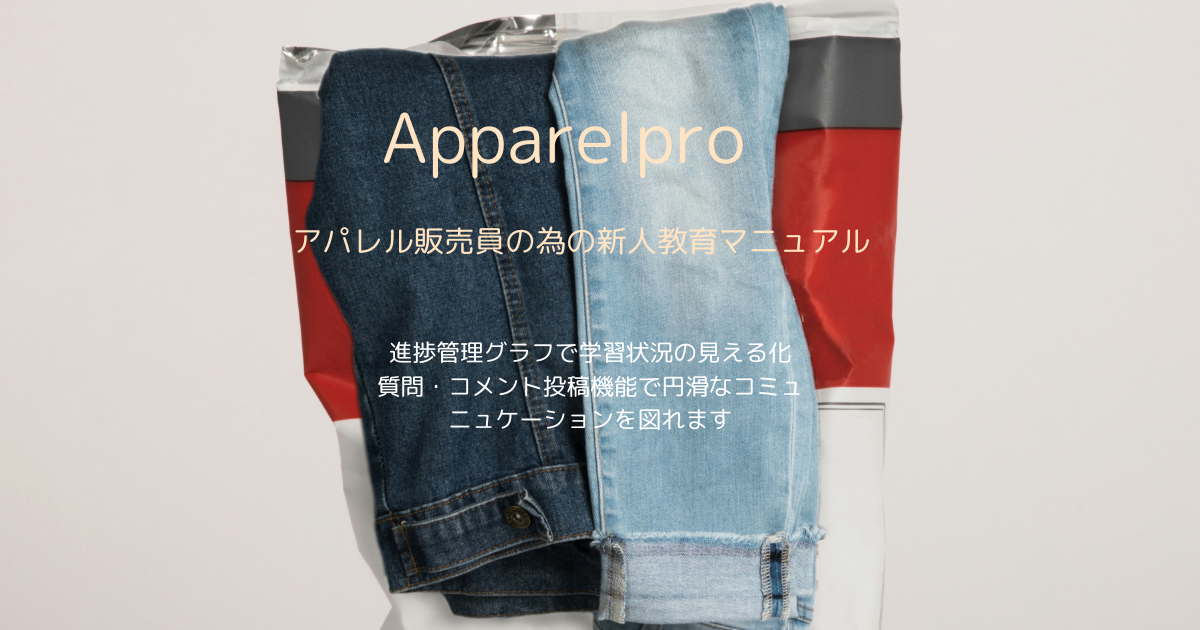 Apparelpro
アパレル販売員の為の新人教育マニュアル
進捗管理グラフで学習状況の見える化
質問・コメント投稿機能で円滑なコミュ
ニュケーションを図れます